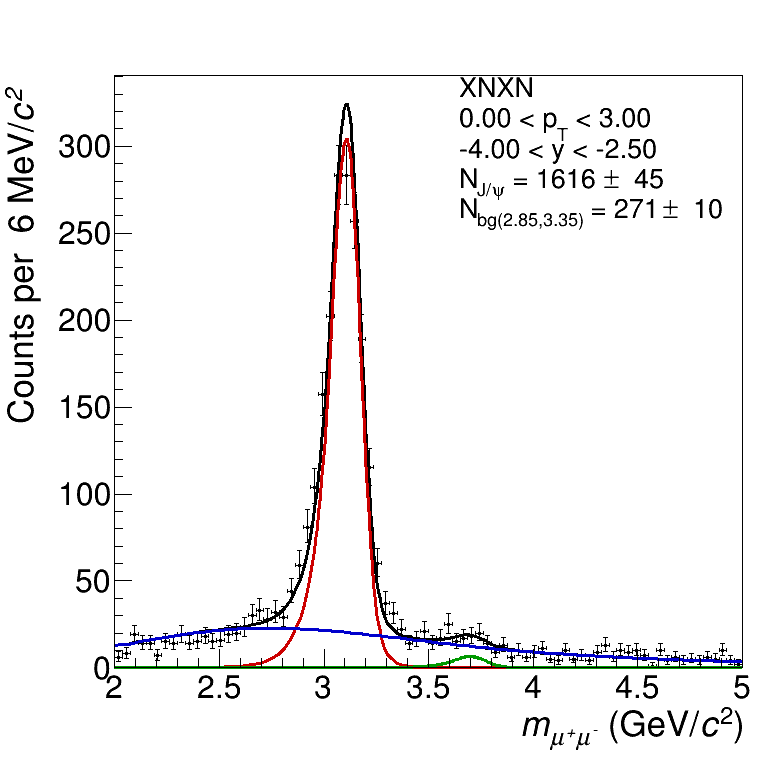 XNXN
0.00 < p_T < 3.00
-4.00 < y < -2.50
N_J/ψ = 1616 ± 45
N_bg(2.85,3.35) = 271 ± 10
Counts per 6 MeV/c²
300
250
200
150
100
50
0
2 2.5 3 3.5 4 4.5 5
m_μ⁺μ⁻ (GeV/c²)